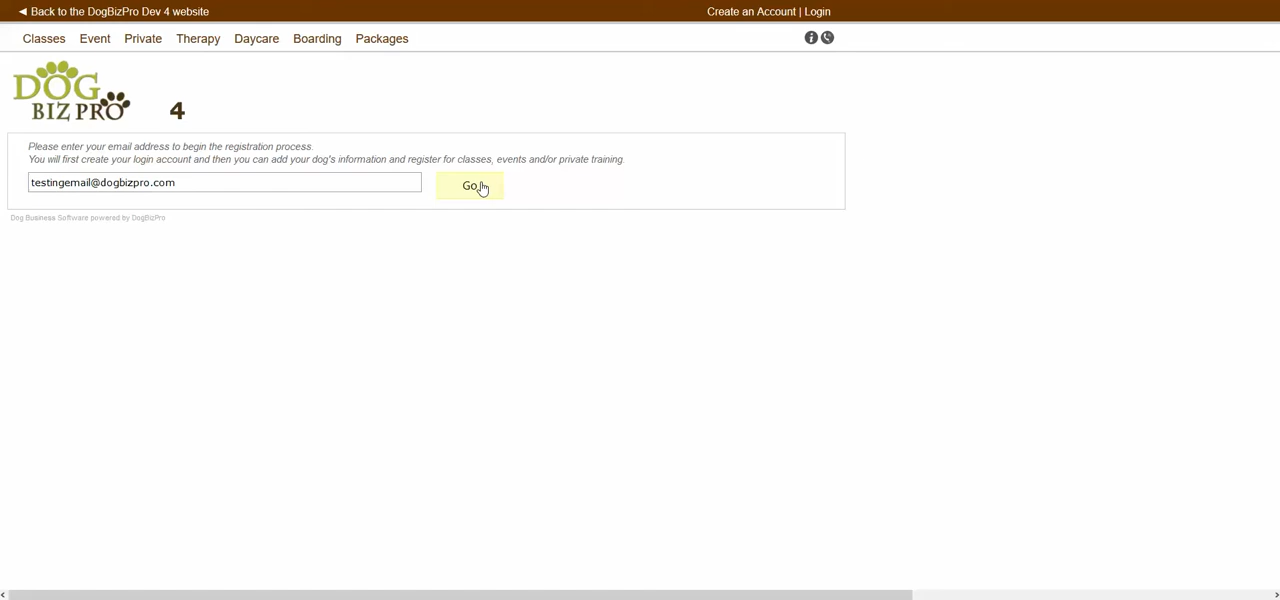 ◄ Back to the DogBizPro Dev 4 website
Create an Account | Login
Classes Event Private Therapy Daycare Boarding Packages
DOG
BIZ PRO
4
Please enter your email address to begin the registration process.
You will first create your login account and then you can add your dog's information and register for classes, events and/or private training.
testingemail@dogbizpro.com
Go
Dog Business Software powered by DogBizPro